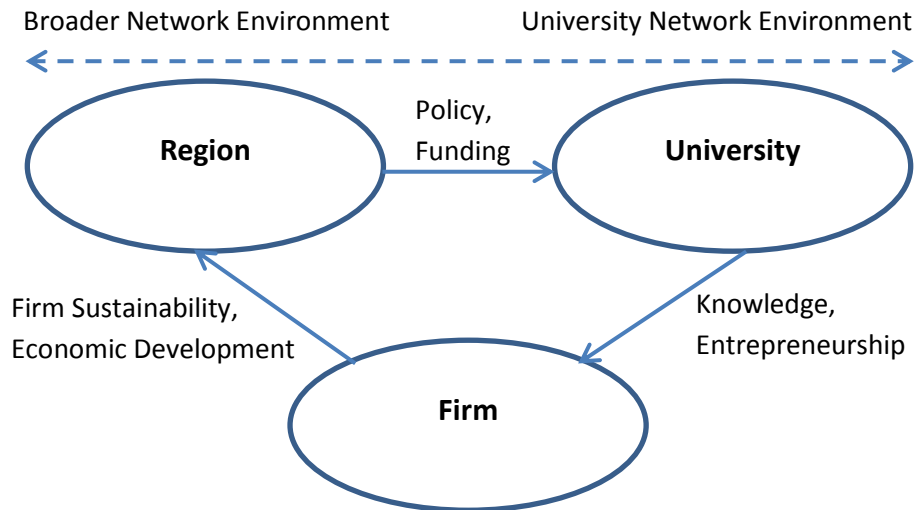 Broader Network Environment
University Network Environment
Policy,
Funding
Region
University
Firm Sustainability,
Economic Development
Knowledge,
Entrepreneurship
Firm